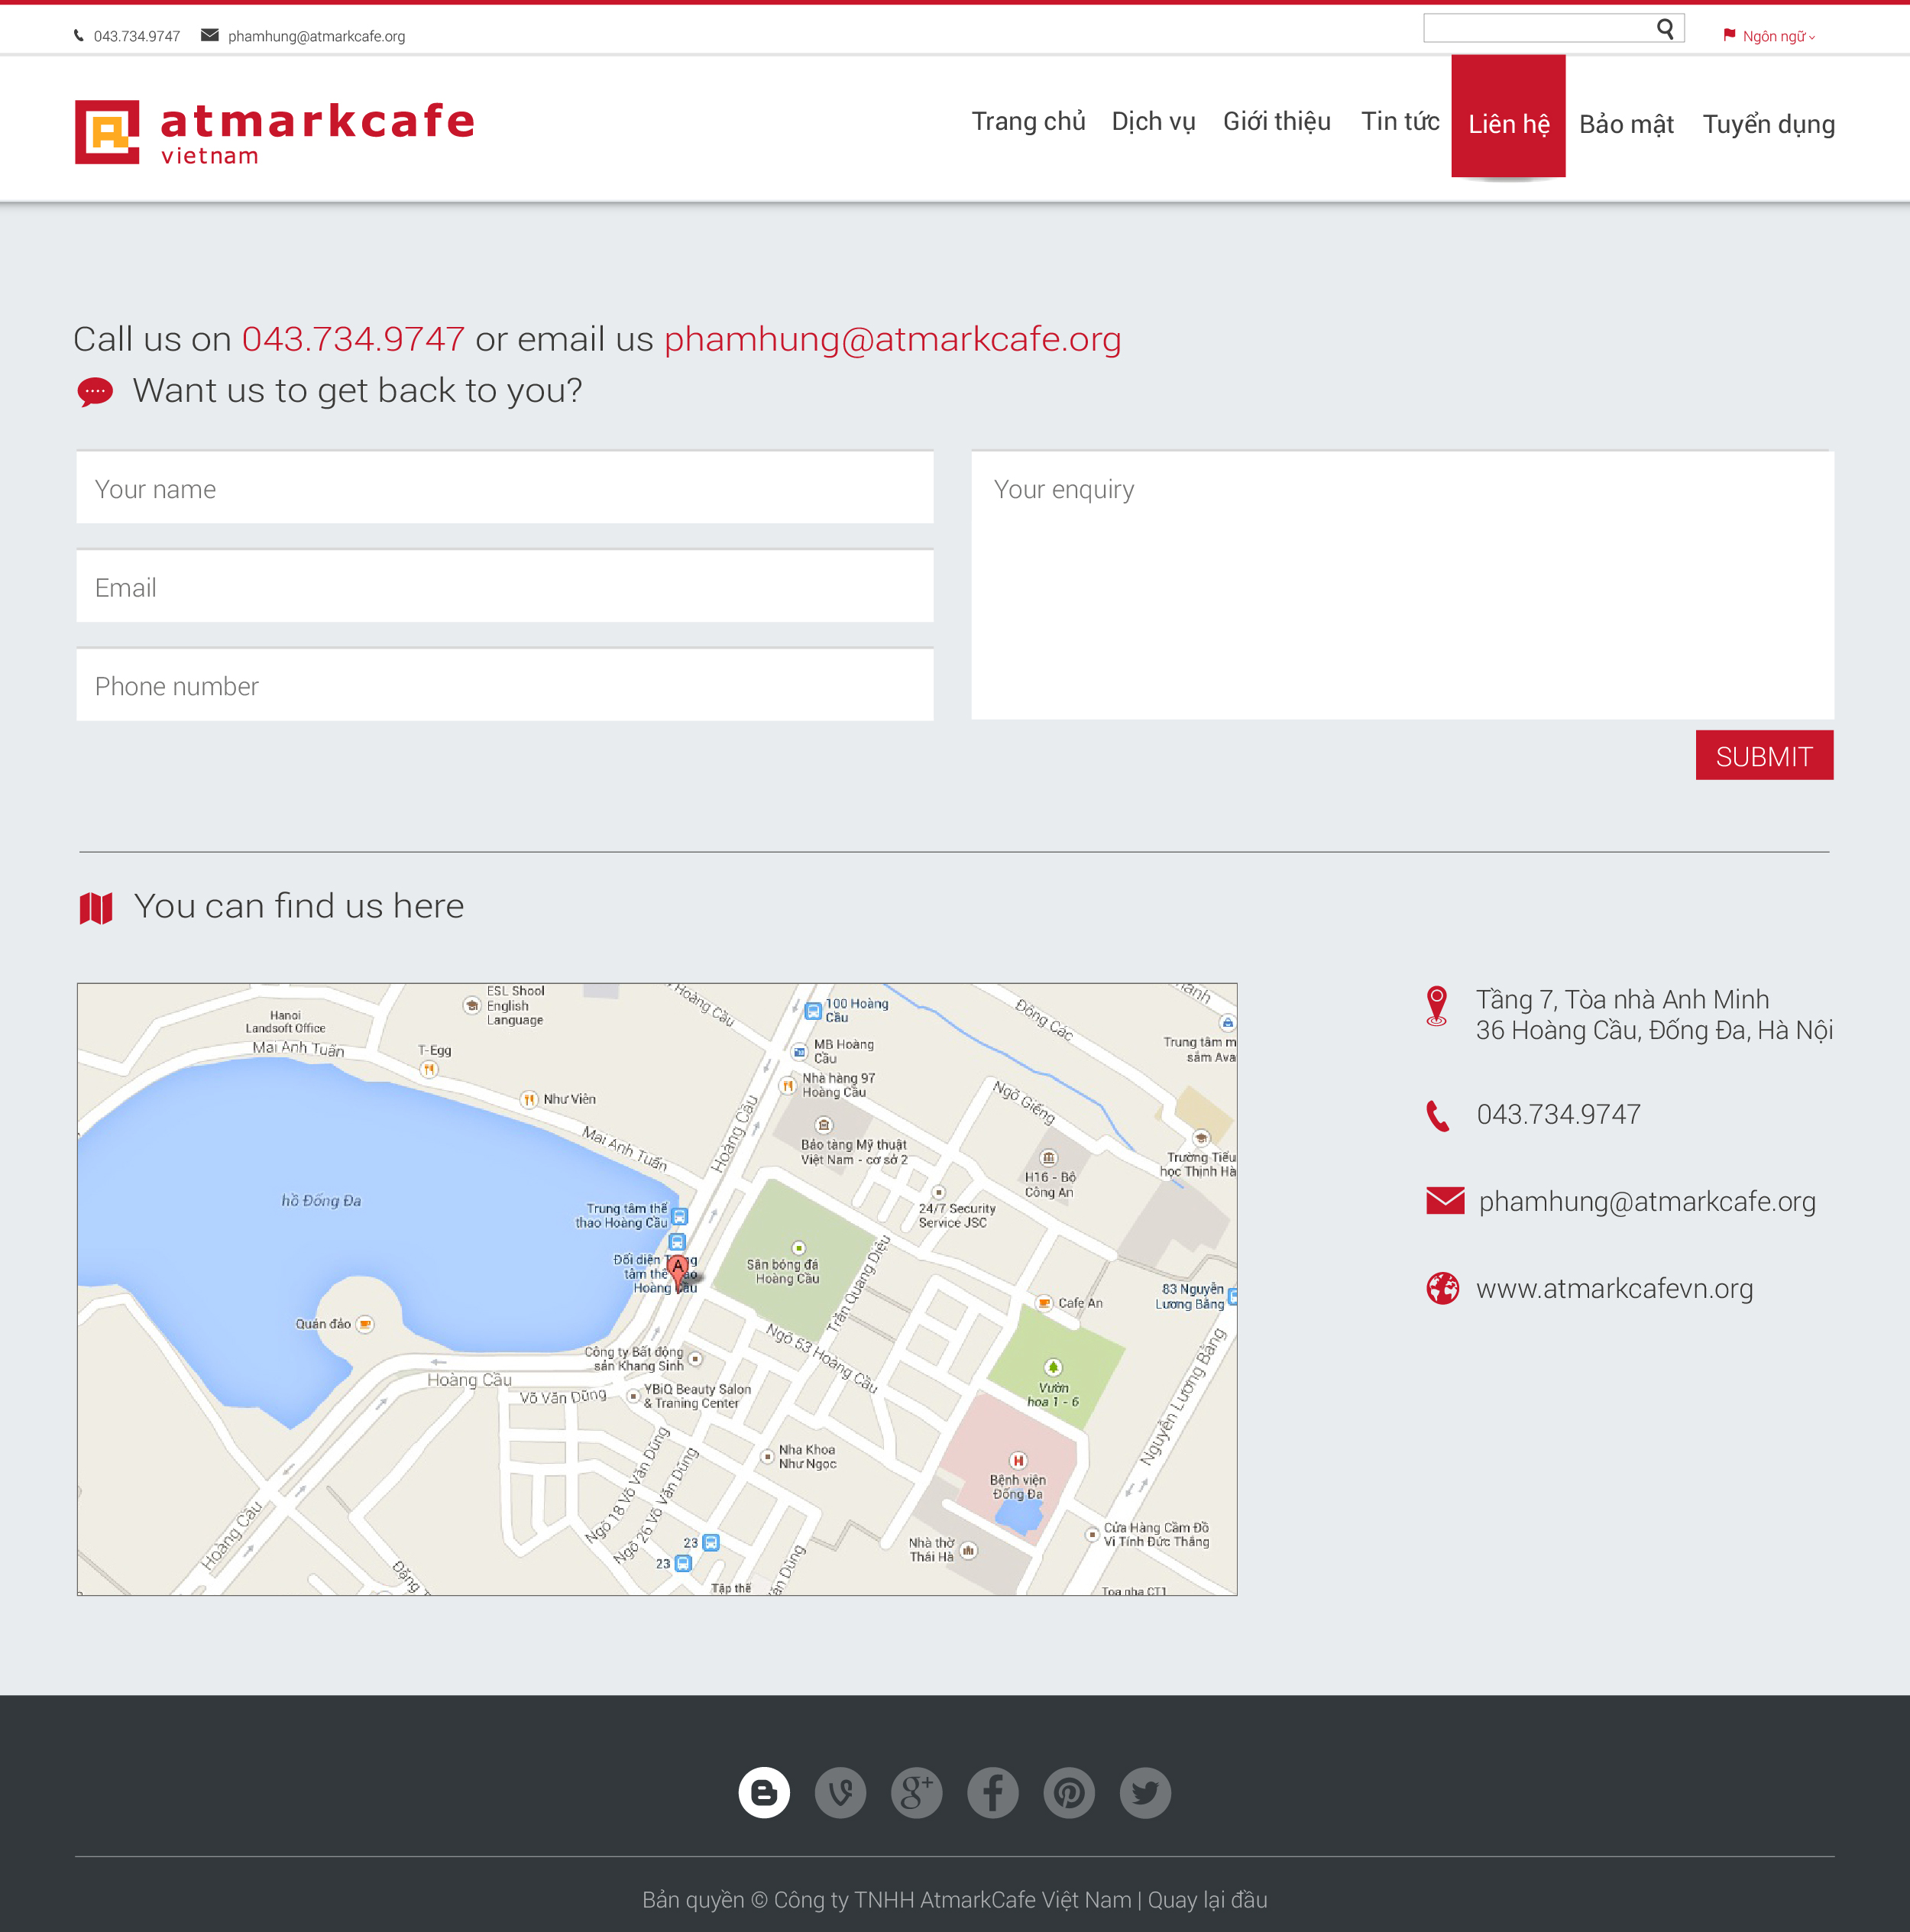 043.734.9747 phamhung@atmarkcafe.org
Ngôn ngữ
atmarkcafe
vietnam
Trang chủ Dịch vụ Giới thiệu Tin tức Liên hệ Bảo mật Tuyển dụng
Call us on 043.734.9747 or email us phamhung@atmarkcafe.org
Want us to get back to you?
Your name
Your enquiry
Email
Phone number
SUBMIT
You can find us here
ESL Shool
English
Language
Hanoi
Landsoft Office
Mai Anh Tuấn
T-Egg
Như Viên
Mai Anh Tuấn
Hoàng Cầu
100 Hoàng
Cầu
Đông Các
MB Hoàng
Cầu
Nhà hàng 97
Hoàng Cầu
Hoàng Cầu
Trung tâm m
sắm Ava
Ngõ Giếng
Bảo tàng Mỹ thuật
Việt Nam - cơ sở 2
H16 - Bộ
Công An
Trường Tiểu
học Thịnh Hà
24/7 Security
Service JSC
hồ Đống Đa
Trung tâm thể
thao Hoàng Cầu
Đối diện Trung
tâm thể thao
Hoàng Cầu
A
Sân bóng đá
Hoàng Cầu
Trần Quang Diệu
83 Nguyễn
Lương Bằng
Cafe An
Quán đảo
Ngõ 53 Hoàng Cầu
Công ty Bất động
sản Khang Sinh
Hoàng Cầu
Võ Văn Dũng
YBiQ Beauty Salon
& Traning Center
Vườn
hoa 1 - 6
Nguyễn Lương Bằng
Nha Khoa
Như Ngọc
Bệnh viện
Đống Đa
H
Ngõ 18 Võ Văn Dũng
Ngõ 26 Võ Văn Dũng
Hoàng Cầu
23
23
Nhà thờ
Thái Hà
Cửa Hàng Cầm Đồ
Vi Tính Đức Thắng
Đặng T
Tập thể
ăn Dũng
Toa nha CT1
Tầng 7, Tòa nhà Anh Minh
36 Hoàng Cầu, Đống Đa, Hà Nội
043.734.9747
phamhung@atmarkcafe.org
www.atmarkcafevn.org
Bản quyền © Công ty TNHH AtmarkCafe Việt Nam | Quay lại đầu